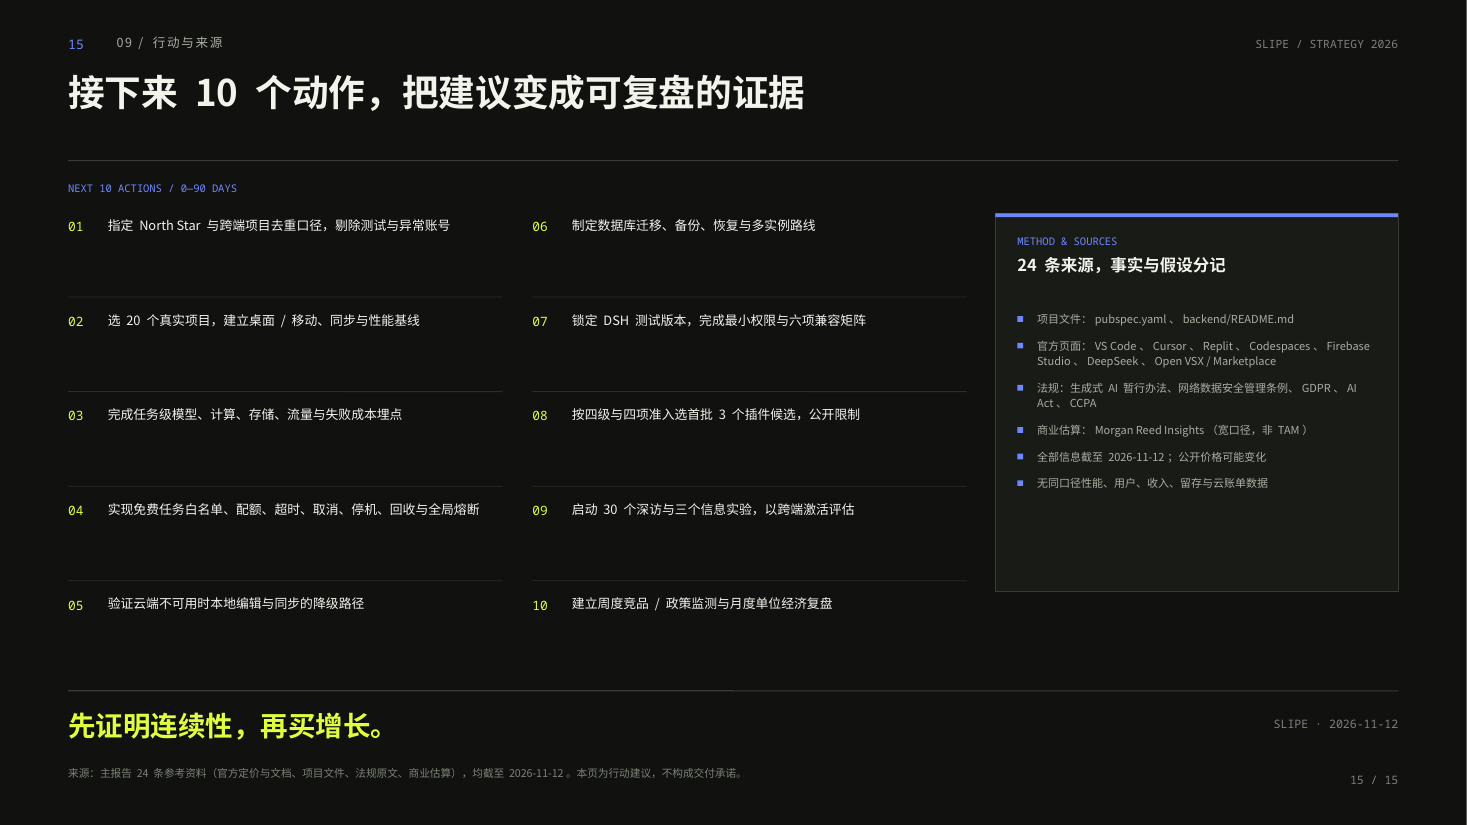 15 09 / 行动与来源
SLIPE / STRATEGY 2026
接下来 10 个动作，把建议变成可复盘的证据
NEXT 10 ACTIONS / 0—90 DAYS
01 指定 North Star 与跨端项目去重口径，剔除测试与异常账号
02 选 20 个真实项目，建立桌面 / 移动、同步与性能基线
03 完成任务级模型、计算、存储、流量与失败成本埋点
04 实现免费任务白名单、配额、超时、取消、停机、回收与全局熔断
05 验证云端不可用时本地编辑与同步的降级路径
06 制定数据库迁移、备份、恢复与多实例路线
07 锁定 DSH 测试版本，完成最小权限与六项兼容矩阵
08 按四级与四项准入选首批 3 个插件候选，公开限制
09 启动 30 个深访与三个信息实验，以跨端激活评估
10 建立周度竞品 / 政策监测与月度单位经济复盘
METHOD & SOURCES
24 条来源，事实与假设分记
项目文件： pubspec.yaml 、 backend/README.md
官方页面： VS Code 、 Cursor 、 Replit 、 Codespaces 、 Firebase
Studio 、 DeepSeek 、 Open VSX / Marketplace
法规：生成式 AI 暂行办法、网络数据安全管理条例、 GDPR 、 AI
Act 、 CCPA
商业估算： Morgan Reed Insights （宽口径，非 TAM ）
全部信息截至 2026-11-12 ；公开价格可能变化
无同口径性能、用户、收入、留存与云账单数据
先证明连续性，再买增长。
SLIPE · 2026-11-12
来源：主报告 24 条参考资料（官方定价与文档、项目文件、法规原文、商业估算），均截至 2026-11-12 。本页为行动建议，不构成交付承诺。
15 / 15